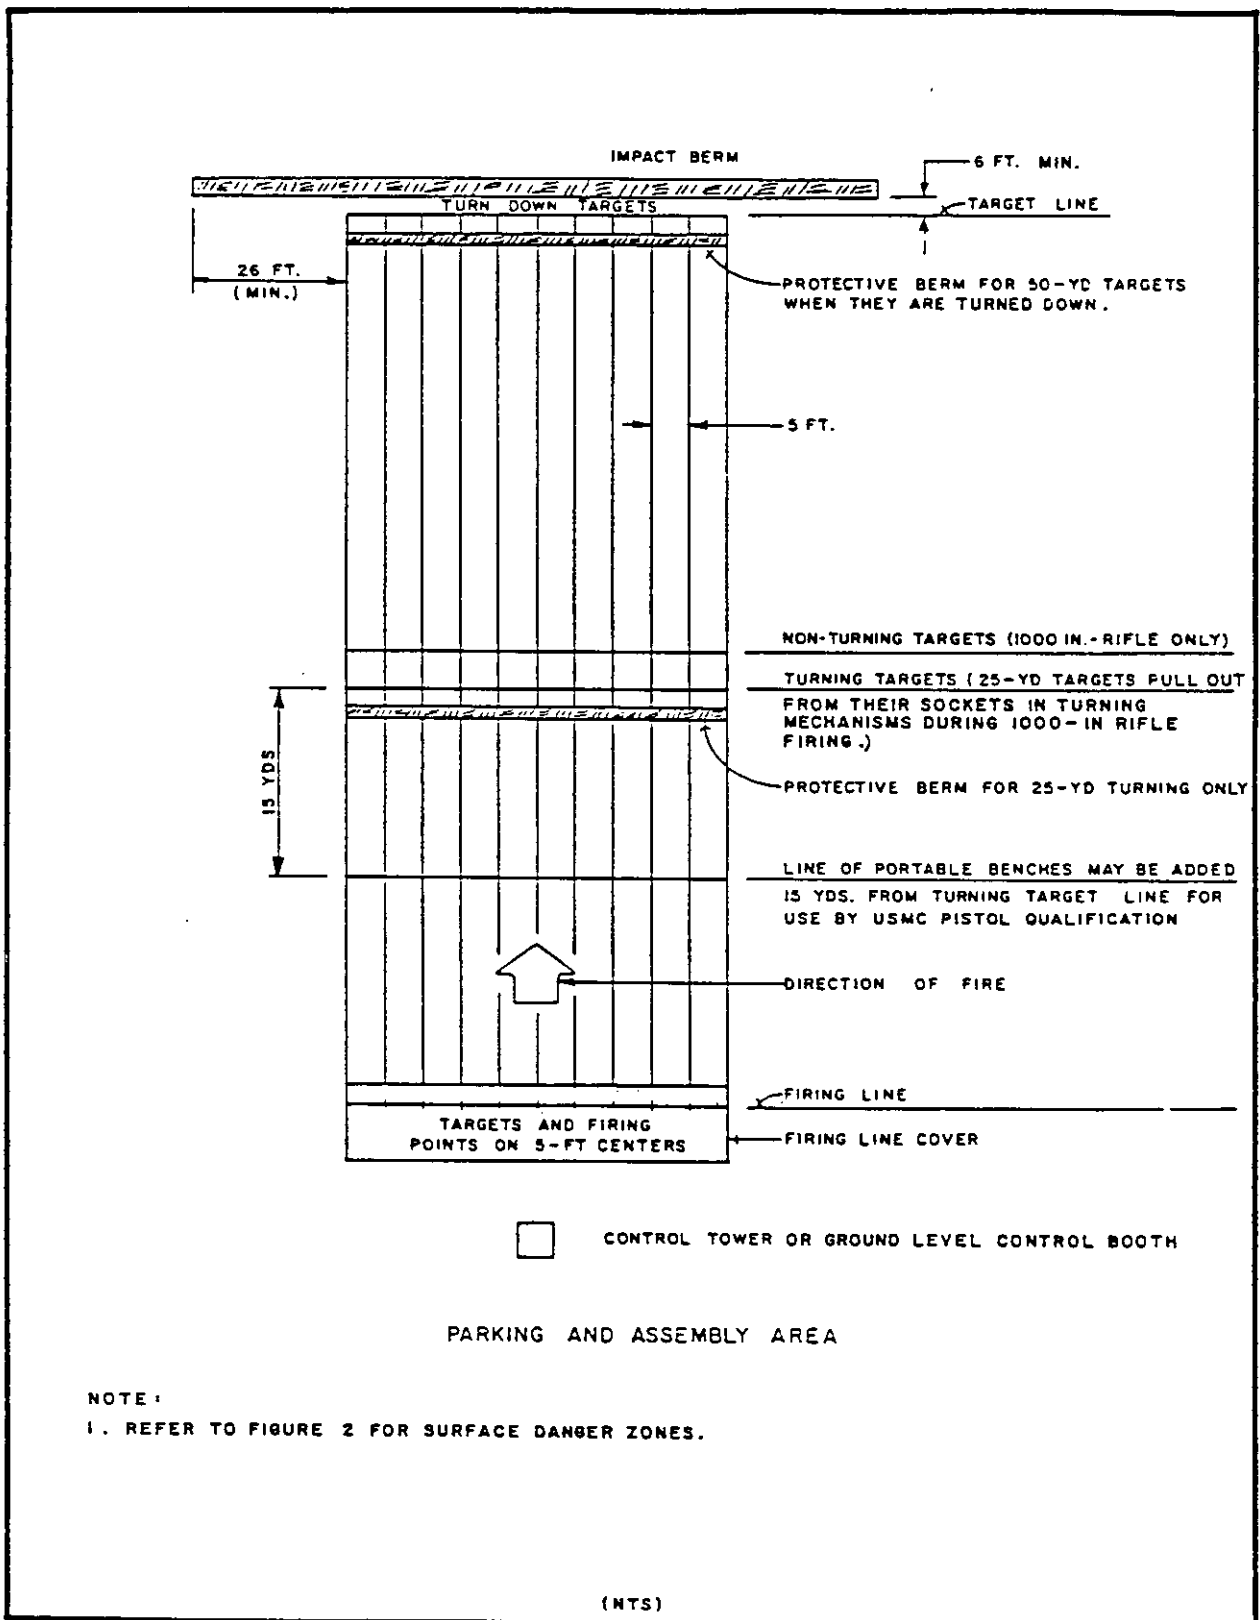 IMPACT BERM
6 FT. MIN.
TURN DOWN TARGETS
TARGET LINE
26 FT.
(MIN.)
PROTECTIVE BERM FOR 50-YD TARGETS
WHEN THEY ARE TURNED DOWN.
5 FT.
NON-TURNING TARGETS (1000 IN.-RIFLE ONLY)
TURNING TARGETS (25-YD TARGETS PULL OUT
FROM THEIR SOCKETS IN TURNING
MECHANISMS DURING 1000-IN RIFLE
FIRING.)
15 YDS
PROTECTIVE BERM FOR 25-YD TURNING ONLY
LINE OF PORTABLE BENCHES MAY BE ADDED
15 YDS. FROM TURNING TARGET LINE FOR
USE BY USMC PISTOL QUALIFICATION
DIRECTION OF FIRE
FIRING LINE
TARGETS AND FIRING
POINTS ON 5-FT CENTERS
FIRING LINE COVER
CONTROL TOWER OR GROUND LEVEL CONTROL BOOTH
PARKING AND ASSEMBLY AREA
NOTE:
1. REFER TO FIGURE 2 FOR SURFACE DANGER ZONES.
(NTS)